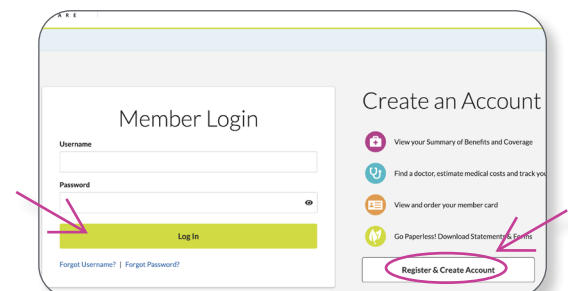 ARE
Member Login
Username
Password
Log In
Forgot Username? | Forgot Password?
Create an Account
View your Summary of Benefits and Coverage
Find a doctor, estimate medical costs and track you
View and order your member card
Go Paperless! Download Statements & Forms
Register & Create Account